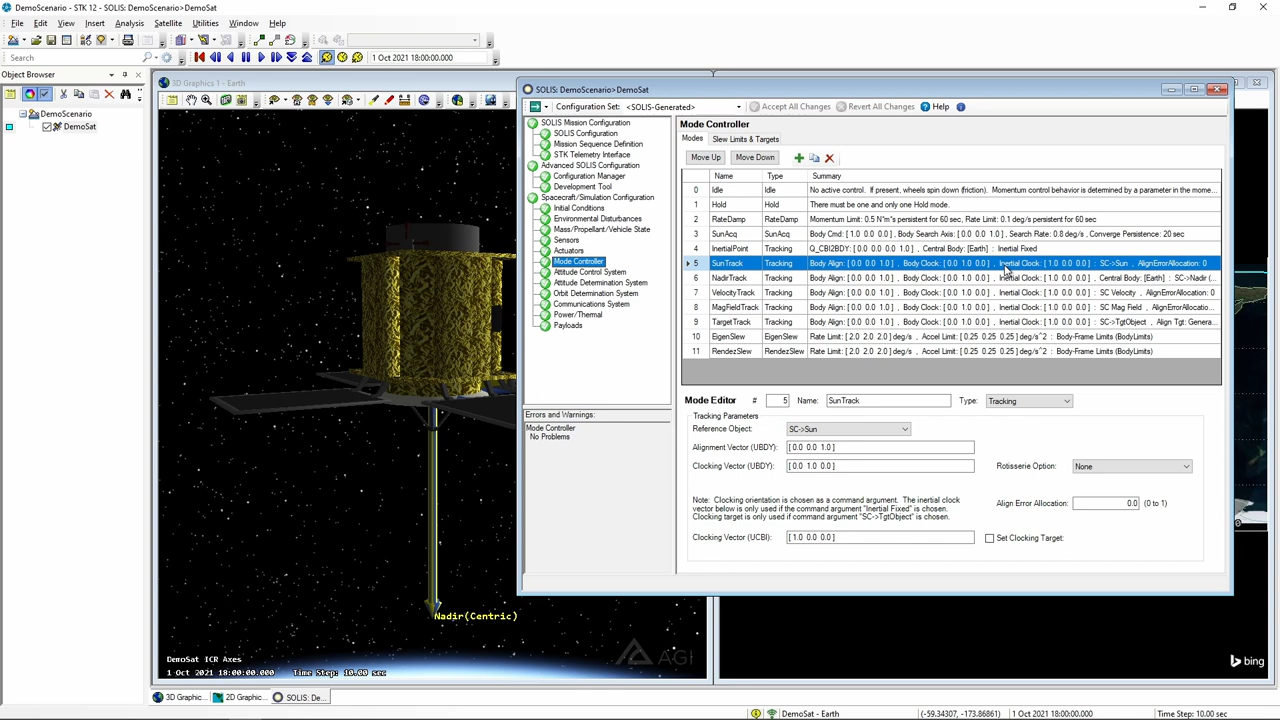 DemoScenario - STK 12 - SOLIS: DemoScenario>DemoSat
File Edit View Insert Analysis Satellite Utilities Window Help
1 Oct 2021 18:00:00.000
Search
1 Oct 2021 18:00:00.000
Object Browser
DemoScenario
DemoSat
3D Graphics 1 - Earth
Nadir(Centric)
DemoSat ICR Axes
1 Oct 2021 18:00:00.000 Time Step: 10.00 sec
AGI
SOLIS: DemoScenario>DemoSat
Configuration Set: <SOLIS-Generated> Accept All Changes Revert All Changes Help
SOLIS Mission Configuration
SOLIS Configuration
Mission Sequence Definition
STK Telemetry Interface
Advanced SOLIS Configuration
Configuration Manager
Development Tool
Spacecraft/Simulation Configuration
Initial Conditions
Environmental Disturbances
Mass/Propellant/Vehicle State
Sensors
Actuators
Mode Controller
Attitude Control System
Attitude Determination System
Orbit Determination System
Communications System
Power/Thermal
Payloads
Errors and Warnings:
Mode Controller
No Problems
Mode Controller
Modes Slew Limits & Targets
Move Up Move Down
Name Type Summary
0 Idle Idle No active control. If present, wheels spin down (friction). Momentum control behavior is determined by a parameter in the mome...
1 Hold Hold There must be one and only one Hold mode.
2 RateDamp RateDamp Momentum Limit: 0.5 N*m*s persistent for 60 sec, Rate Limit: 0.1 deg/s persistent for 60 sec
3 SunAcq SunAcq Body Cmd: [ 1.0 0.0 0.0 ] , Body Search Axis: [ 0.0 0.0 1.0 ] , Search Rate: 0.8 deg/s , Converge Persistence: 20 sec
4 InertialPoint Tracking Q_CBI2BDY: [ 0.0 0.0 0.0 1.0 ] , Central Body: [Earth] : Inertial Fixed
5 SunTrack Tracking Body Align: [ 0.0 0.0 1.0 ] , Body Clock: [ 0.0 1.0 0.0 ] , Inertial Clock: [ 1.0 0.0 0.0 ] : SC->Sun , AlignErrorAllocation: 0
6 NadirTrack Tracking Body Align: [ 0.0 0.0 1.0 ] , Body Clock: [ 0.0 1.0 0.0 ] , Inertial Clock: [ 1.0 0.0 0.0 ] , Central Body: [Earth] : SC->Nadir (...
7 VelocityTrack Tracking Body Align: [ 0.0 0.0 1.0 ] , Body Clock: [ 0.0 1.0 0.0 ] , Inertial Clock: [ 1.0 0.0 0.0 ] : SC Velocity , AlignErrorAllocation: 0
8 MagFieldTrack Tracking Body Align: [ 0.0 0.0 1.0 ] , Body Clock: [ 0.0 1.0 0.0 ] , Inertial Clock: [ 1.0 0.0 0.0 ] : SC Mag Field , AlignErrorAllocatio...
9 TargetTrack Tracking Body Align: [ 0.0 0.0 1.0 ] , Body Clock: [ 0.0 1.0 0.0 ] , Inertial Clock: [ 1.0 0.0 0.0 ] : SC->TgtObject , Align Tgt: Genera...
10 EigenSlew EigenSlew Rate Limit: [ 2.0 2.0 2.0 ] deg/s , Accel Limit: [ 0.25 0.25 0.25 ] deg/s^2 : Body-Frame Limits (BodyLimits)
11 RendezSlew RendezSlew Rate Limit: [ 2.0 2.0 2.0 ] deg/s , Accel Limit: [ 0.25 0.25 0.25 ] deg/s^2 : Body-Frame Limits (BodyLimits)
Mode Editor # 5 Name: SunTrack Type: Tracking
Tracking Parameters
Reference Object: SC->Sun
Alignment Vector (UBDY): [ 0.0 0.0 1.0 ]
Clocking Vector (UBDY): [ 0.0 1.0 0.0 ] Rotisserie Option: None
Note: Clocking orientation is chosen as a command argument. The inertial clock
vector below is only used if the command argument "Inertial Fixed" is chosen.
Clocking target is only used if command argument "SC->TgtObject" is chosen.
Align Error Allocation: 0.0 (0 to 1)
Clocking Vector (UCBI): [ 1.0 0.0 0.0 ] Set Clocking Target:
bing
3D Graphic... 2D Graphic... SOLIS: De...
DemoSat - Earth (-59.34307, -173.86861) 1 Oct 2021 18:00:00.000 Time Step: 10.00 sec